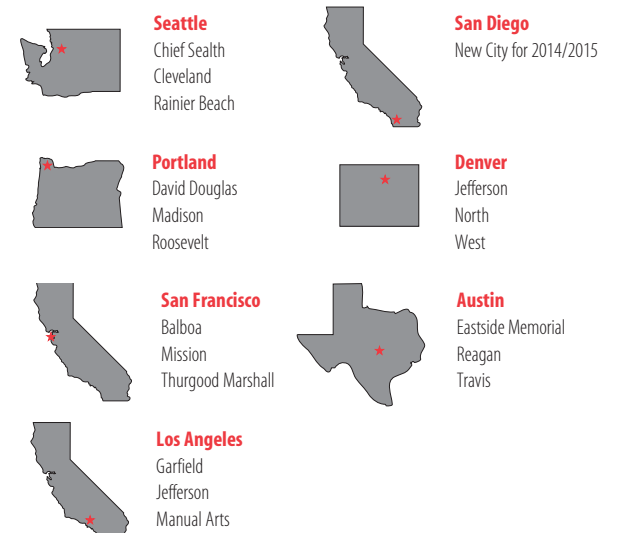 Seattle
Chief Sealth
Cleveland
Rainier Beach
San Diego
New City for 2014/2015
Portland
David Douglas
Madison
Roosevelt
Denver
Jefferson
North
West
San Francisco
Balboa
Mission
Thurgood Marshall
Austin
Eastside Memorial
Reagan
Travis
Los Angeles
Garfield
Jefferson
Manual Arts